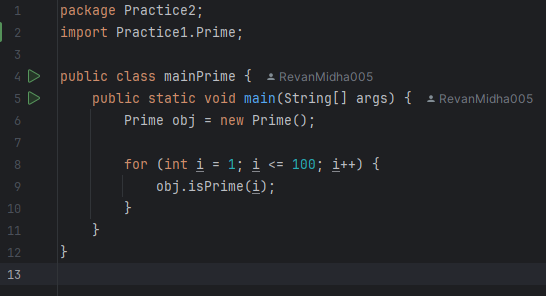 1 package Practice2;
2 import Practice1.Prime;
3
4 public class mainPrime { RevanMidha005
5 public static void main(String[] args) { RevanMidha005
6 Prime obj = new Prime();
7
8 for (int i = 1; i <= 100; i++) {
9 obj.isPrime(i);
10 }
11 }
12 }
13